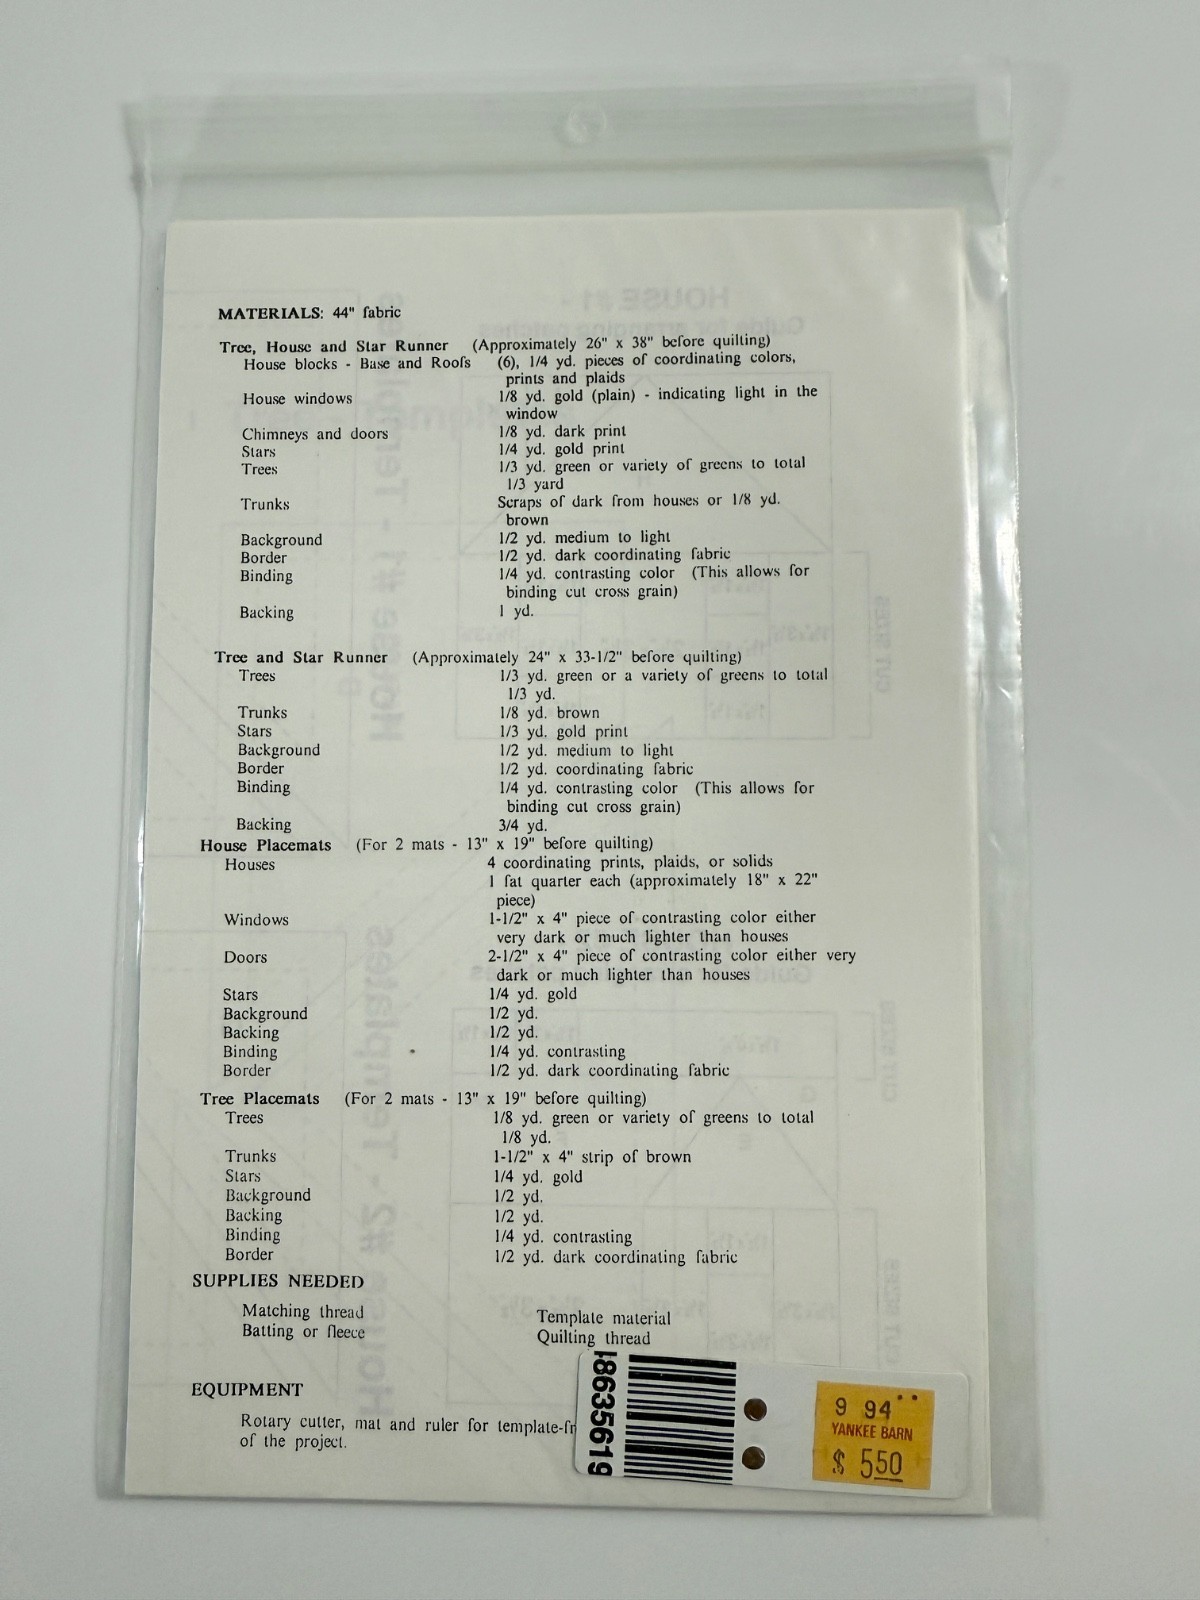 MATERIALS: 44" fabric
Tree, House and Star Runner (Approximately 26" x 38" before quilting)
House blocks - Base and Roofs (6), 1/4 yd. pieces of coordinating colors,
prints and plaids
House windows 1/8 yd. gold (plain) - indicating light in the
window
Chimneys and doors 1/8 yd. dark print
Stars 1/4 yd. gold print
Trees 1/3 yd. green or variety of greens to total
1/3 yard
Trunks Scraps of dark from houses or 1/8 yd.
brown
Background 1/2 yd. medium to light
Border 1/2 yd. dark coordinating fabric
Binding 1/4 yd. contrasting color (This allows for
binding cut cross grain)
Backing 1 yd.
Tree and Star Runner (Approximately 24" x 33-1/2" before quilting)
Trees 1/3 yd. green or a variety of greens to total
1/3 yd.
Trunks 1/8 yd. brown
Stars 1/3 yd. gold print
Background 1/2 yd. medium to light
Border 1/2 yd. coordinating fabric
Binding 1/4 yd. contrasting color (This allows for
binding cut cross grain)
Backing 3/4 yd.
House Placemats (For 2 mats - 13" x 19" before quilting)
Houses 4 coordinating prints, plaids, or solids
1 fat quarter each (approximately 18" x 22"
piece)
Windows 1-1/2" x 4" piece of contrasting color either
very dark or much lighter than houses
Doors 2-1/2" x 4" piece of contrasting color either very
dark or much lighter than houses
Stars 1/4 yd. gold
Background 1/2 yd.
Backing 1/2 yd.
Binding 1/4 yd. contrasting
Border 1/2 yd. dark coordinating fabric
Tree Placemats (For 2 mats - 13" x 19" before quilting)
Trees 1/8 yd. green or variety of greens to total
1/8 yd.
Trunks 1-1/2" x 4" strip of brown
Stars 1/4 yd. gold
Background 1/2 yd.
Backing 1/2 yd.
Binding 1/4 yd. contrasting
Border 1/2 yd. dark coordinating fabric
SUPPLIES NEEDED
Matching thread Template material
Batting or fleece Quilting thread
EQUIPMENT
Rotary cutter, mat and ruler for template-fr
of the project.
8635619
9 94
YANKEE BARN
$ 550